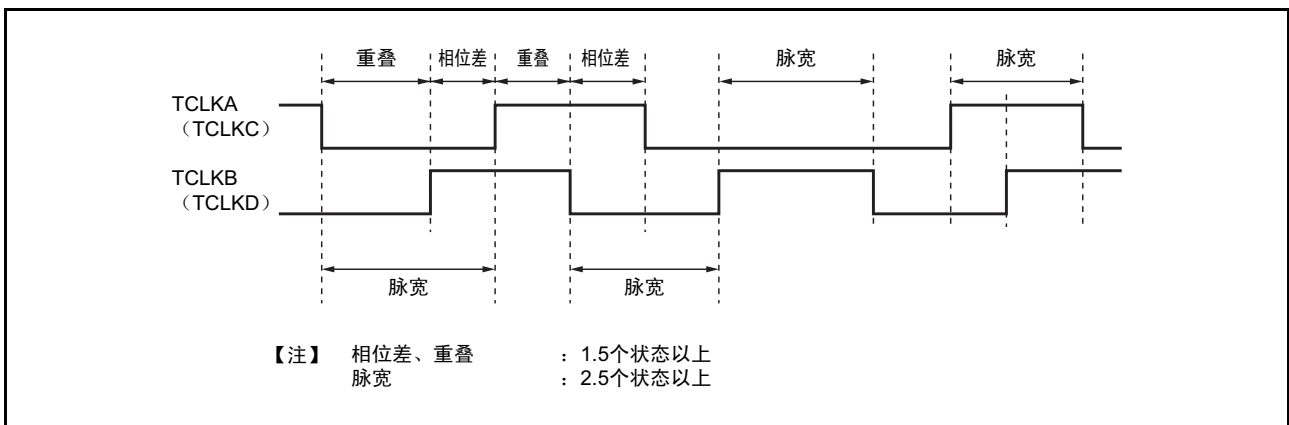 重叠 相位差 重叠 相位差 脉宽 脉宽
TCLKA
（TCLKC）
TCLKB
（TCLKD）
脉宽 脉宽
【注】 相位差、重叠 ：1.5个状态以上
脉宽 ：2.5个状态以上